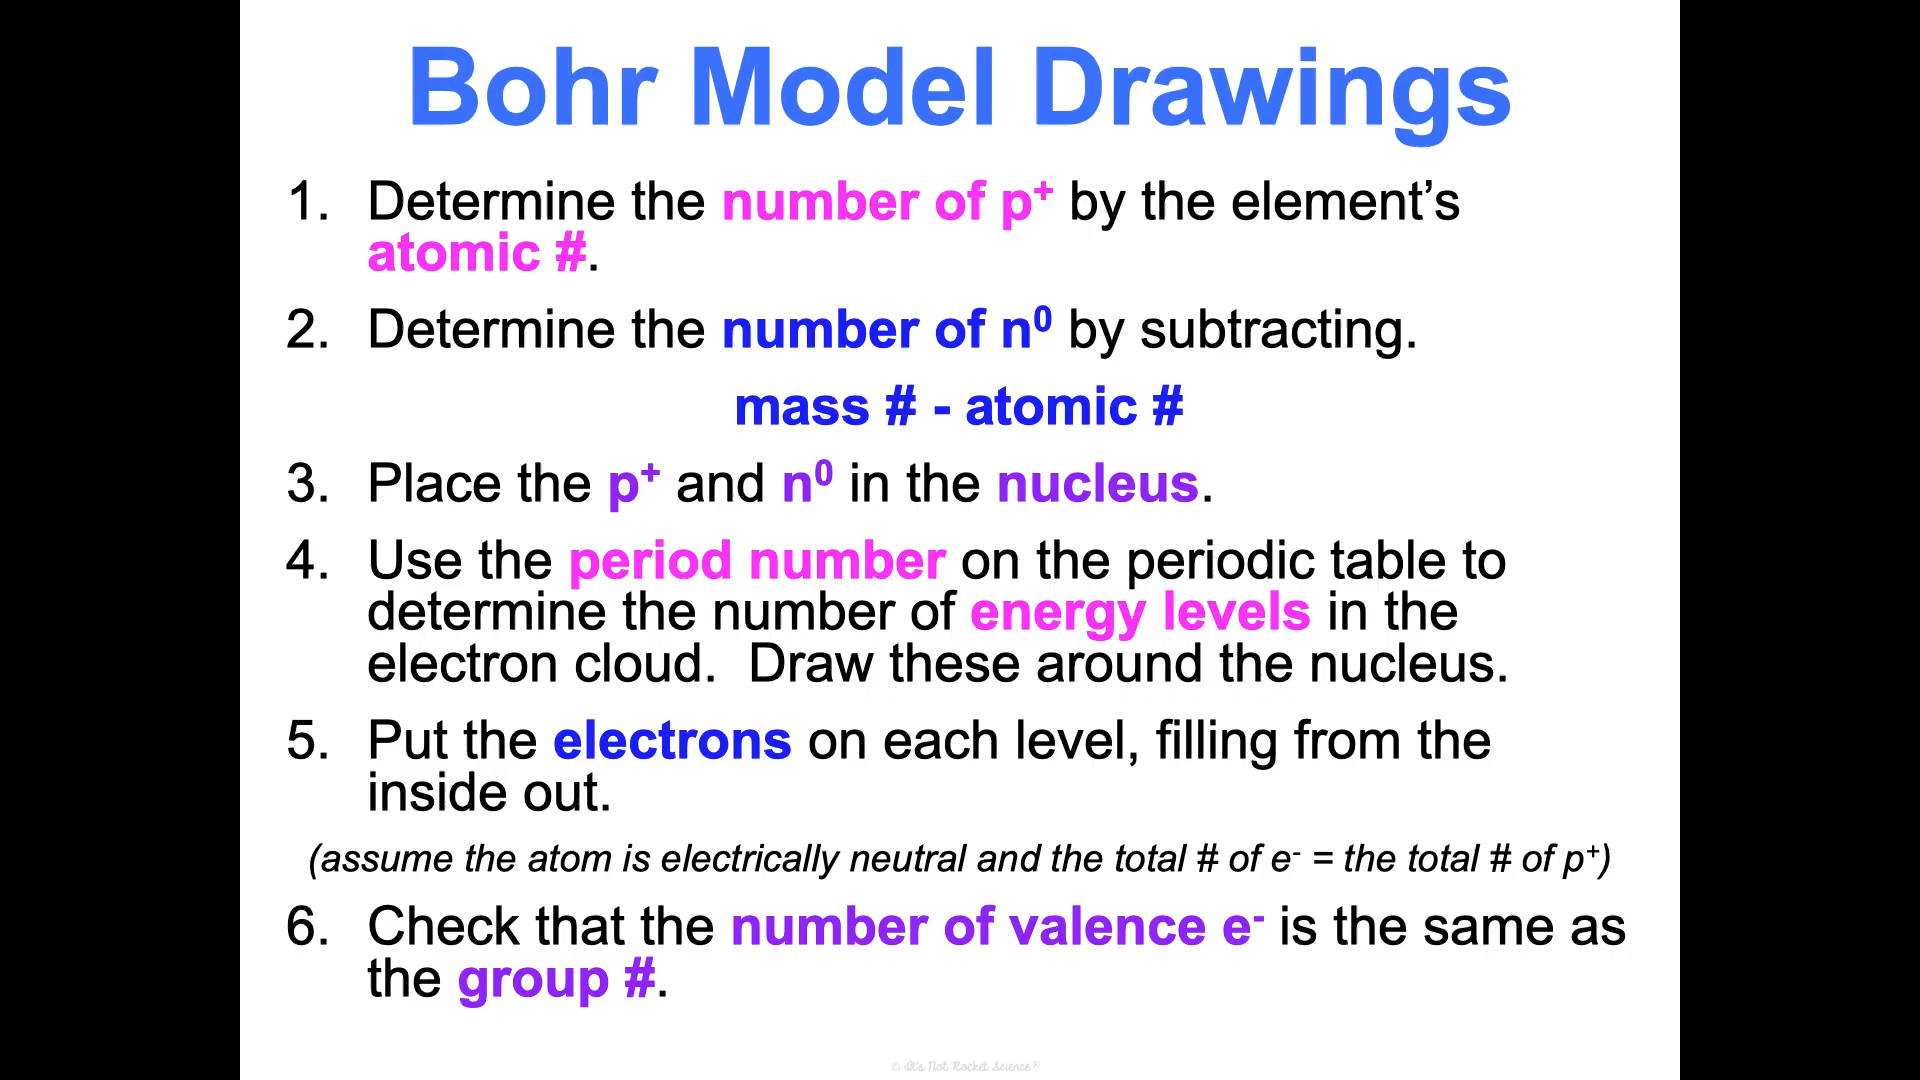 Bohr Model Drawings
1. Determine the number of p⁺ by the element’s
atomic #.
2. Determine the number of n⁰ by subtracting.
mass # - atomic #
3. Place the p⁺ and n⁰ in the nucleus.
4. Use the period number on the periodic table to
determine the number of energy levels in the
electron cloud. Draw these around the nucleus.
5. Put the electrons on each level, filling from the
inside out.
(assume the atom is electrically neutral and the total # of e⁻ = the total # of p⁺)
6. Check that the number of valence e⁻ is the same as
the group #.
© It's Not Rocket Science®